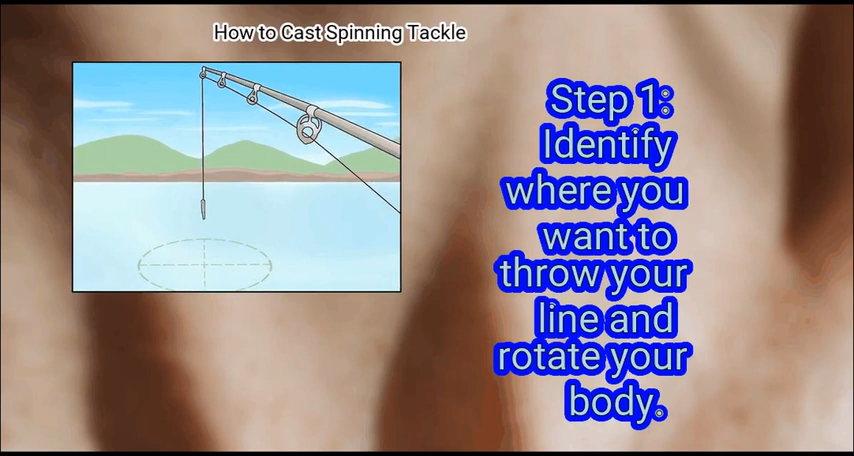 How to Cast Spinning Tackle
Step 1:
Identify
where you
want to
throw your
line and
rotate your
body.